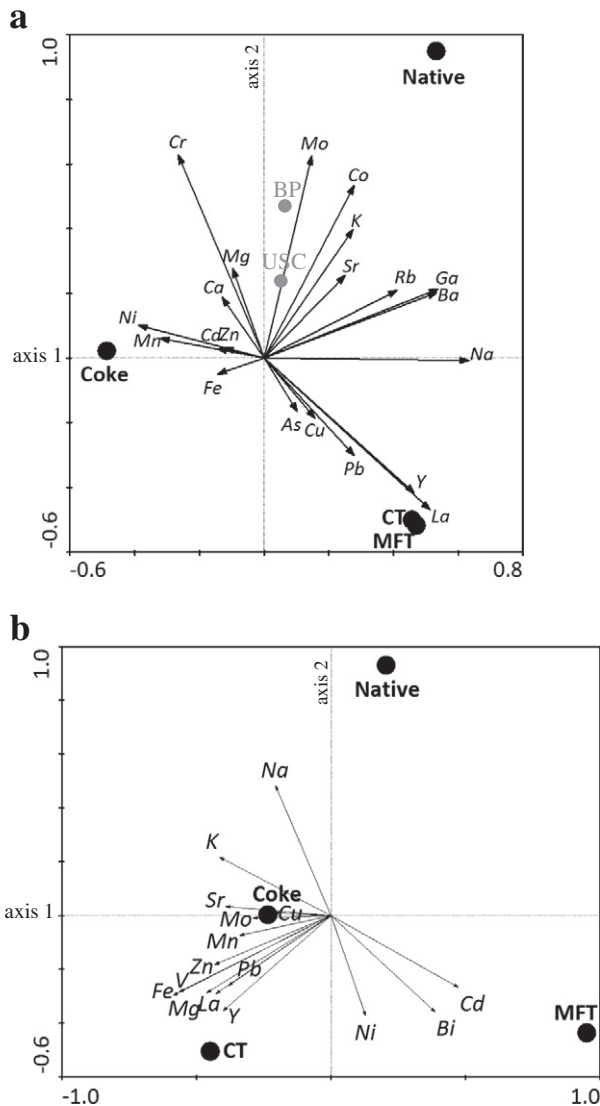 a
1.0
axis 2
Native
Cr
Mo
Co
BP
K
Mg
USC
Sr
Rb
Ga
Ca
Ba
Ni
Mn
Cd
Zn
axis 1
Na
Coke
Fe
As
Cu
Pb
Y
CT
La
MFT
-0.6
-0.6
0.8
b
1.0
axis 2
Native
Na
K
Coke
Sr
axis 1
Mo
Cu
Mn
Zn
Pb
V
Fe
Cd
Mg
La
Y
MFT
Ni
Bi
CT
-0.6
-1.0
1.0